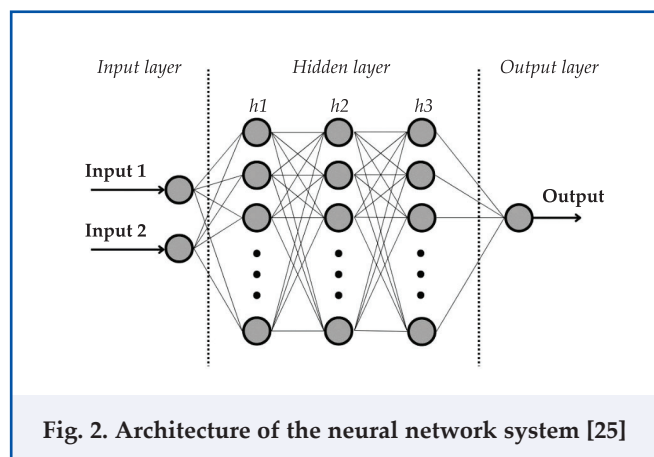 Input layer Hidden layer Output layer
h1 h2 h3
Input 1
Output
Input 2
Fig. 2. Architecture of the neural network system [25]